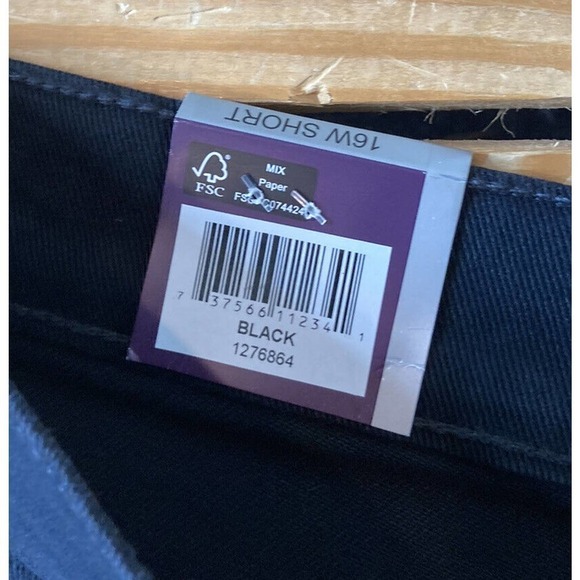 16W SHORT
FSC
MIX
Paper
7 37566 11234 1
BLACK
1276864